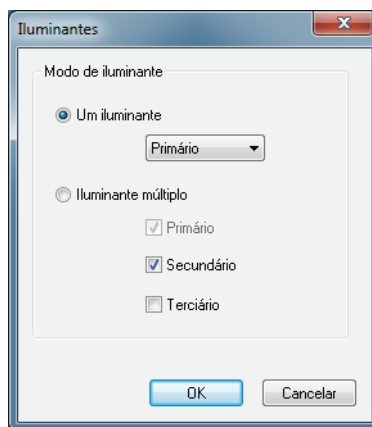 Iluminantes
Modo de iluminante
Um iluminante
Primário
Iluminante múltiplo
Primário
Secundário
Terciário
OK Cancelar